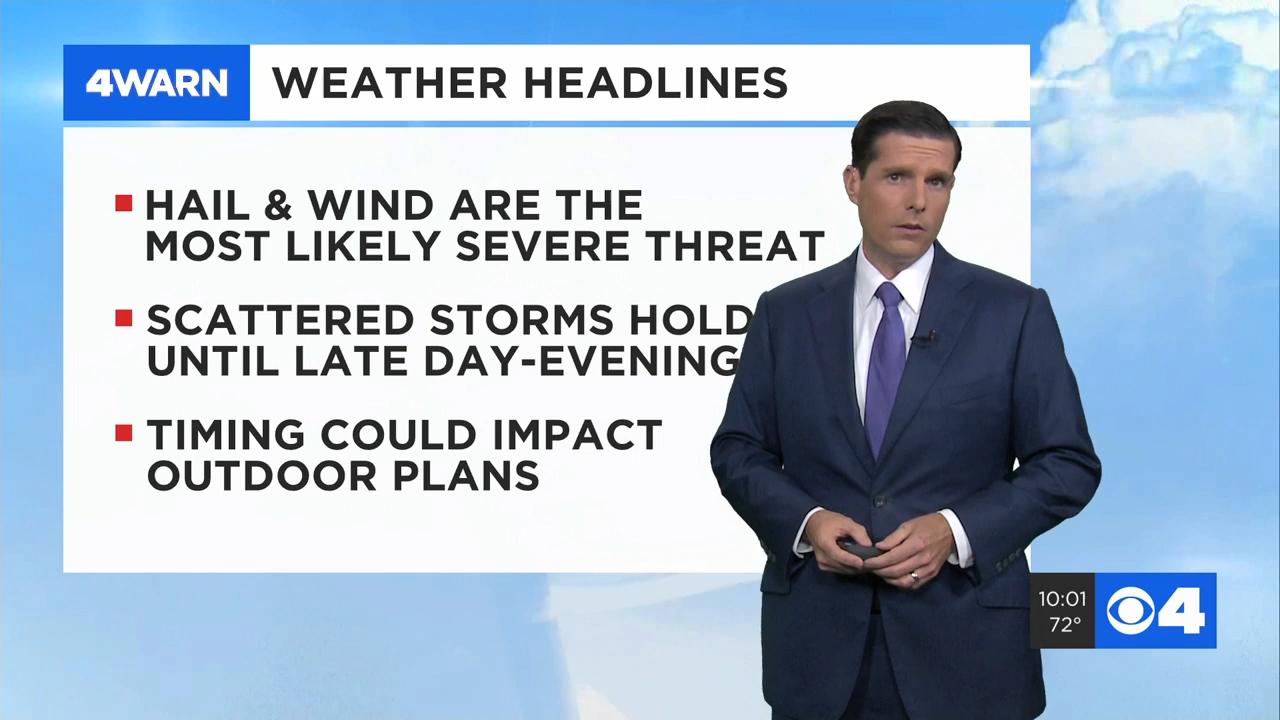 4WARN WEATHER HEADLINES
HAIL & WIND ARE THE
MOST LIKELY SEVERE THREAT
SCATTERED STORMS HOLD
UNTIL LATE DAY-EVENING
TIMING COULD IMPACT
OUTDOOR PLANS
10:01
72°
4